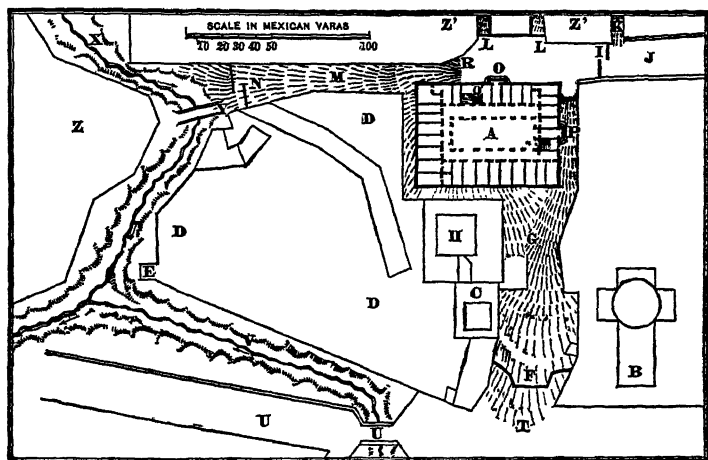 SCALE IN MEXICAN VARAS
10 20 30 40 50 100
Z' Z'
X L L
I J
R O
N M
D A P
Z
D H G
E
D C
F B
U U T